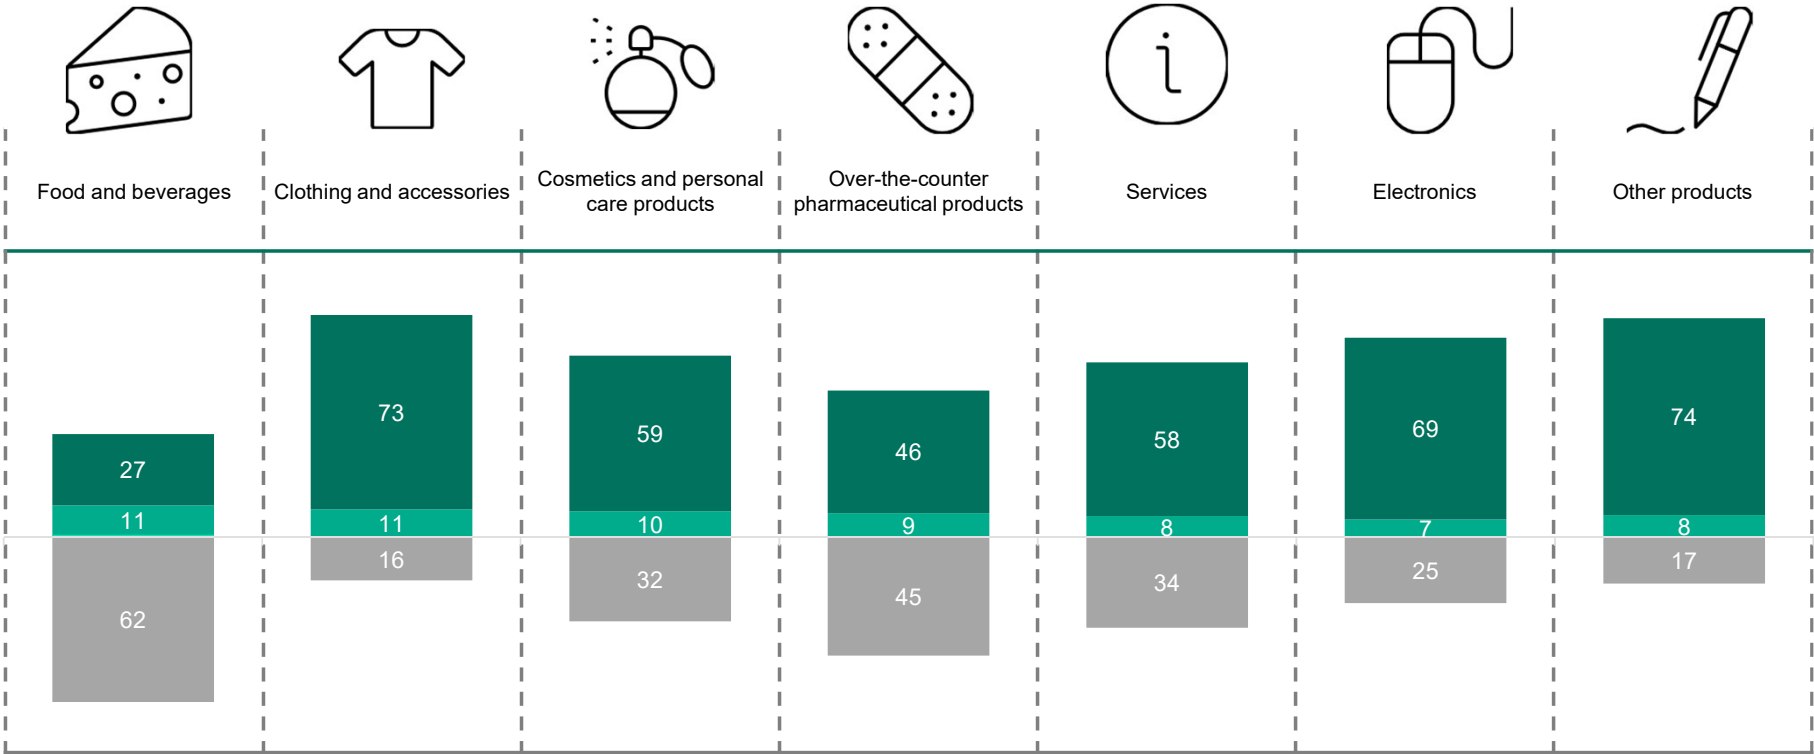 Food and beverages
Clothing and accessories
Cosmetics and personal
care products
Over-the-counter
pharmaceutical products
Services
Electronics
Other products
27
73
59
46
58
69
74
11
11
10
9
8
7
8
62
16
32
45
34
25
17